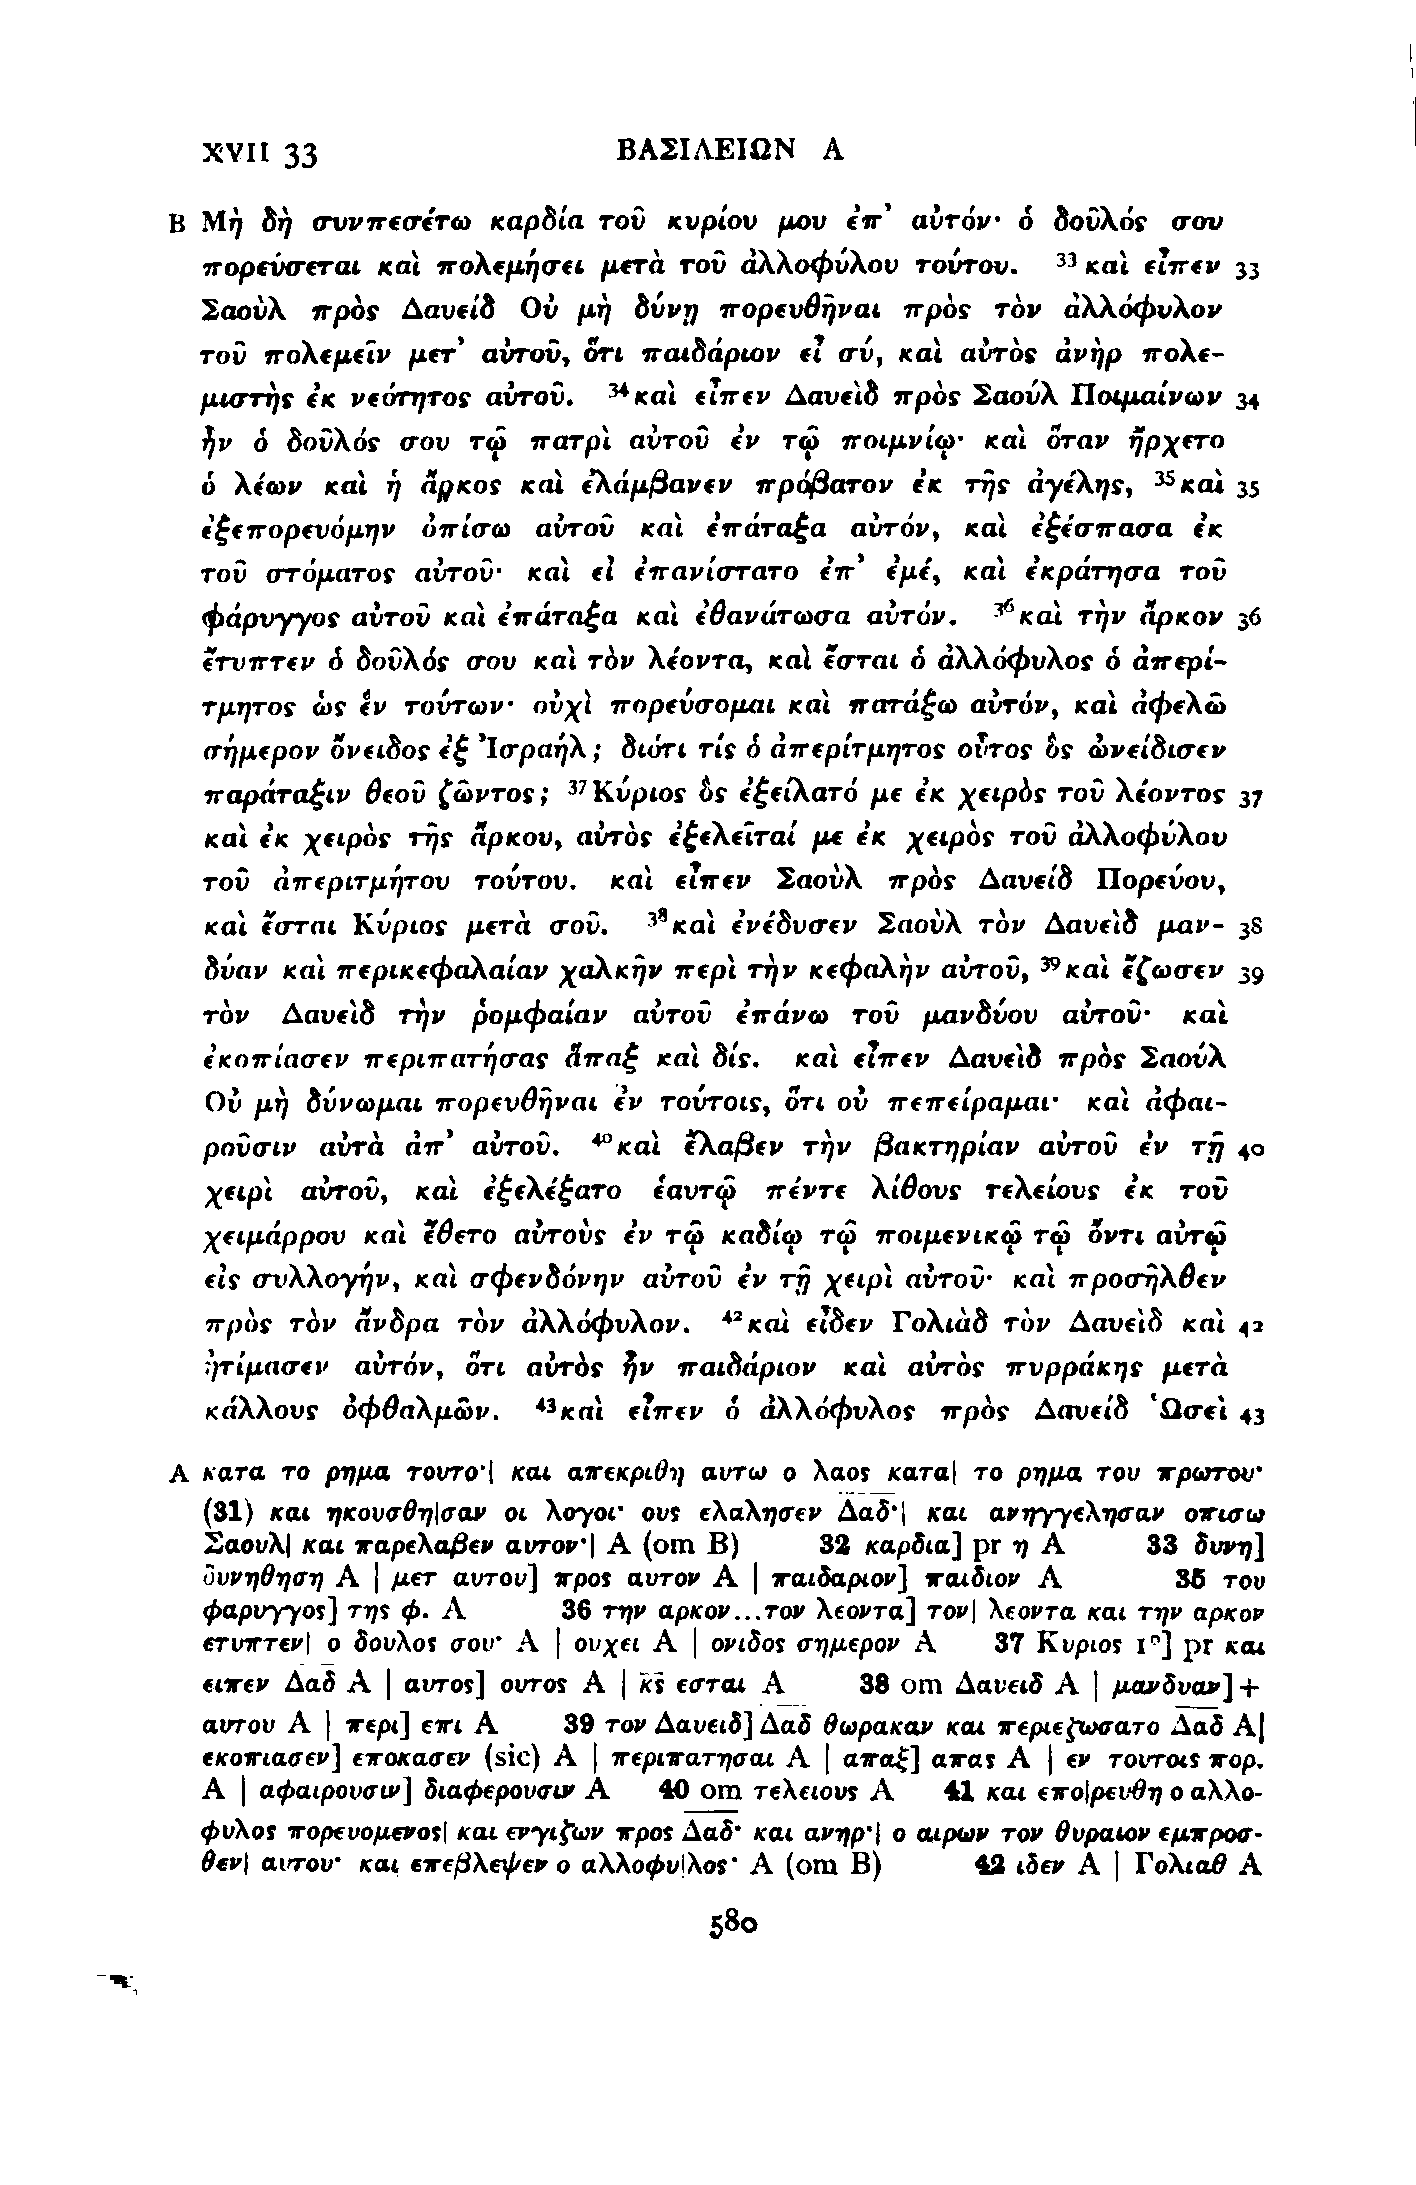 XVII 33 ΒΑΣΙΛΕΙΩΝ Α
B Μὴ δὴ συνπεσέτω καρδία τοῦ κυρίου μου ἐπ᾽ αὐτόν· ὁ δοῦλός σου
πορεύσεται καὶ πολεμήσει μετὰ τοῦ ἀλλοφύλου τούτου. ³³καὶ εἶπεν 33
Σαοὺλ πρὸς Δαυείδ Οὐ μὴ δύνῃ πορευθῆναι πρὸς τὸν ἀλλόφυλον
τοῦ πολεμεῖν μετ᾽ αὐτοῦ, ὅτι παιδάριον εἶ σύ, καὶ αὐτὸς ἀνὴρ πολε-
μιστὴς ἐκ νεότητος αὐτοῦ. ³⁴καὶ εἶπεν Δαυεὶδ πρὸς Σαούλ Ποιμαίνων 34
ἦν ὁ δοῦλός σου τῷ πατρὶ αὐτοῦ ἐν τῷ ποιμνίῳ· καὶ ὅταν ἤρχετο
ὁ λέων καὶ ἡ ἄρκος καὶ ἐλάμβανεν πρόβατον ἐκ τῆς ἀγέλης, ³⁵καὶ 35
ἐξεπορευόμην ὀπίσω αὐτοῦ καὶ ἐπάταξα αὐτόν, καὶ ἐξέσπασα ἐκ
τοῦ στόματος αὐτοῦ· καὶ εἰ ἐπανίστατο ἐπ᾽ ἐμέ, καὶ ἐκράτησα τοῦ
φάρυγγος αὐτοῦ καὶ ἐπάταξα καὶ ἐθανάτωσα αὐτόν. ³⁶καὶ τὴν ἄρκον 36
ἔτυπτεν ὁ δοῦλός σου καὶ τὸν λέοντα, καὶ ἔσται ὁ ἀλλόφυλος ὁ ἀπερί-
τμητος ὡς ἓν τούτων· οὐχὶ πορεύσομαι καὶ πατάξω αὐτόν, καὶ ἀφελῶ
σήμερον ὄνειδος ἐξ Ἰσραήλ; διότι τίς ὁ ἀπερίτμητος οὗτος ὃς ὠνείδισεν
παράταξιν θεοῦ ζῶντος; ³⁷Κύριος ὃς ἐξείλατό με ἐκ χειρὸς τοῦ λέοντος 37
καὶ ἐκ χειρὸς τῆς ἄρκου, αὐτὸς ἐξελεῖταί με ἐκ χειρὸς τοῦ ἀλλοφύλου
τοῦ ἀπεριτμήτου τούτου. καὶ εἶπεν Σαοὺλ πρὸς Δαυείδ Πορεύου,
καὶ ἔσται Κύριος μετὰ σοῦ. ³⁸καὶ ἐνέδυσεν Σαοὺλ τὸν Δαυεὶδ μαν- 38
δύαν καὶ περικεφαλαίαν χαλκῆν περὶ τὴν κεφαλὴν αὐτοῦ, ³⁹καὶ ἔζωσεν 39
τὸν Δαυεὶδ τὴν ῥομφαίαν αὐτοῦ ἐπάνω τοῦ μανδύου αὐτοῦ· καὶ
ἐκοπίασεν περιπατήσας ἅπαξ καὶ δίς. καὶ εἶπεν Δαυεὶδ πρὸς Σαούλ
Οὐ μὴ δύνωμαι πορευθῆναι ἐν τούτοις, ὅτι οὐ πεπείραμαι· καὶ ἀφαι-
ροῦσιν αὐτὰ ἀπ᾽ αὐτοῦ. ⁴⁰καὶ ἔλαβεν τὴν βακτηρίαν αὐτοῦ ἐν τῇ 40
χειρὶ αὐτοῦ, καὶ ἐξελέξατο ἑαυτῷ πέντε λίθους τελείους ἐκ τοῦ
χειμάρρου καὶ ἔθετο αὐτοὺς ἐν τῷ καδίῳ τῷ ποιμενικῷ τῷ ὄντι αὐτῷ
εἰς συλλογήν, καὶ σφενδόνην αὐτοῦ ἐν τῇ χειρὶ αὐτοῦ· καὶ προσῆλθεν
πρὸς τὸν ἄνδρα τὸν ἀλλόφυλον. ⁴²καὶ εἶδεν Γολιὰδ τὸν Δαυεὶδ καὶ 42
ἠτίμασεν αὐτόν, ὅτι αὐτὸς ἦν παιδάριον καὶ αὐτὸς πυρράκης μετὰ
κάλλους ὀφθαλμῶν. ⁴³καὶ εἶπεν ὁ ἀλλόφυλος πρὸς Δαυείδ Ὡσεὶ 43
A κατα το ρημα τουτο·| και απεκριθη αυτω ο λαος κατα| το ρημα του πρωτου·
(31) και ηκουσθη|σαν οι λογοι· ους ελαλησεν Δαδ·| και ανηγγελησαν οπισω
Σαουλ| και παρελαβεν αυτον·| A (om B) 32 καρδια] pr η A 33 δυνη]
δυνηθηση A | μετ αυτου] προς αυτον A | παιδαριον] παιδιον A 35 του
φαρυγγος] της φ. A 36 την αρκον...τον λεοντα] τον| λεοντα και την αρκον
ετυπτεν| ο δουλος σου· A | ουχει A | ονιδος σημερον A 37 Κυριος 1°] pr και
ειπεν Δαδ A | αυτος] ουτος A | κ̅ς̅ εσται A 38 om Δαυειδ A | μανδυαν]+
αυτου A | περι] επι A 39 τον Δαυειδ] Δαδ θωρακαν και περιεζωσατο Δαδ A|
εκοπιασεν] εποκασεν (sic) A | περιπατησαι A | απαξ] απας A | εν τουτοις πορ.
A | αφαιρουσιν] διαφερουσιν A 40 om τελειους A 41 και επο|ρευθη ο αλλο-
φυλος πορευομενος| και ενγιζων προς Δαδ· και ανηρ·| ο αιρων τον θυραιον εμπροσ-
θεν| αυτου· και επεβλεψεν ο αλλοφυ|λος· A (om B) 42 ιδεν A | Γολιαθ A
580